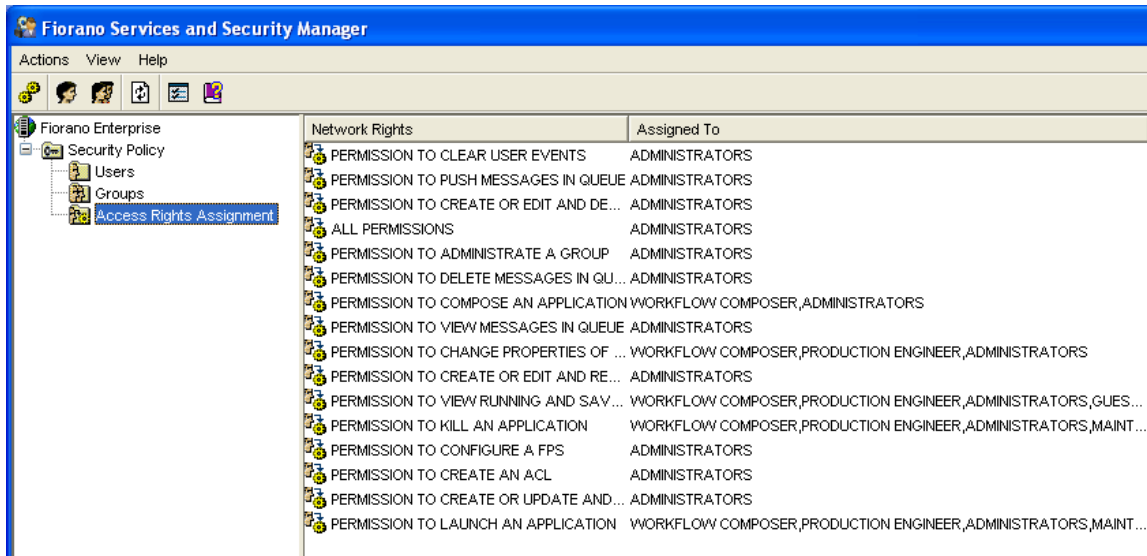 Fiorano Services and Security Manager
Actions View Help
Fiorano Enterprise
Security Policy
Users
Groups
Access Rights Assignment
Network Rights Assigned To
PERMISSION TO CLEAR USER EVENTS ADMINISTRATORS
PERMISSION TO PUSH MESSAGES IN QUEUE ADMINISTRATORS
PERMISSION TO CREATE OR EDIT AND DE... ADMINISTRATORS
ALL PERMISSIONS ADMINISTRATORS
PERMISSION TO ADMINISTRATE A GROUP ADMINISTRATORS
PERMISSION TO DELETE MESSAGES IN QU... ADMINISTRATORS
PERMISSION TO COMPOSE AN APPLICATION WORKFLOW COMPOSER,ADMINISTRATORS
PERMISSION TO VIEW MESSAGES IN QUEUE ADMINISTRATORS
PERMISSION TO CHANGE PROPERTIES OF ... WORKFLOW COMPOSER,PRODUCTION ENGINEER,ADMINISTRATORS
PERMISSION TO CREATE OR EDIT AND RE... ADMINISTRATORS
PERMISSION TO VIEW RUNNING AND SAV... WORKFLOW COMPOSER,PRODUCTION ENGINEER,ADMINISTRATORS,GUES...
PERMISSION TO KILL AN APPLICATION WORKFLOW COMPOSER,PRODUCTION ENGINEER,ADMINISTRATORS,MAINT...
PERMISSION TO CONFIGURE A FPS ADMINISTRATORS
PERMISSION TO CREATE AN ACL ADMINISTRATORS
PERMISSION TO CREATE OR UPDATE AND... ADMINISTRATORS
PERMISSION TO LAUNCH AN APPLICATION WORKFLOW COMPOSER,PRODUCTION ENGINEER,ADMINISTRATORS,MAINT...